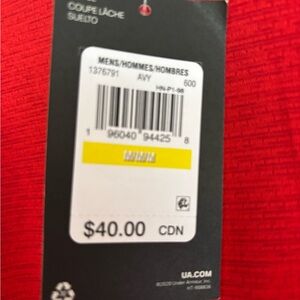 COUPE LÂCHE
SUELTO
MENS/HOMMES/HOMBRES
1376791 AVY 600
HN-P1-96
1 96040 94425 8
$40.00 CDN
UA.COM